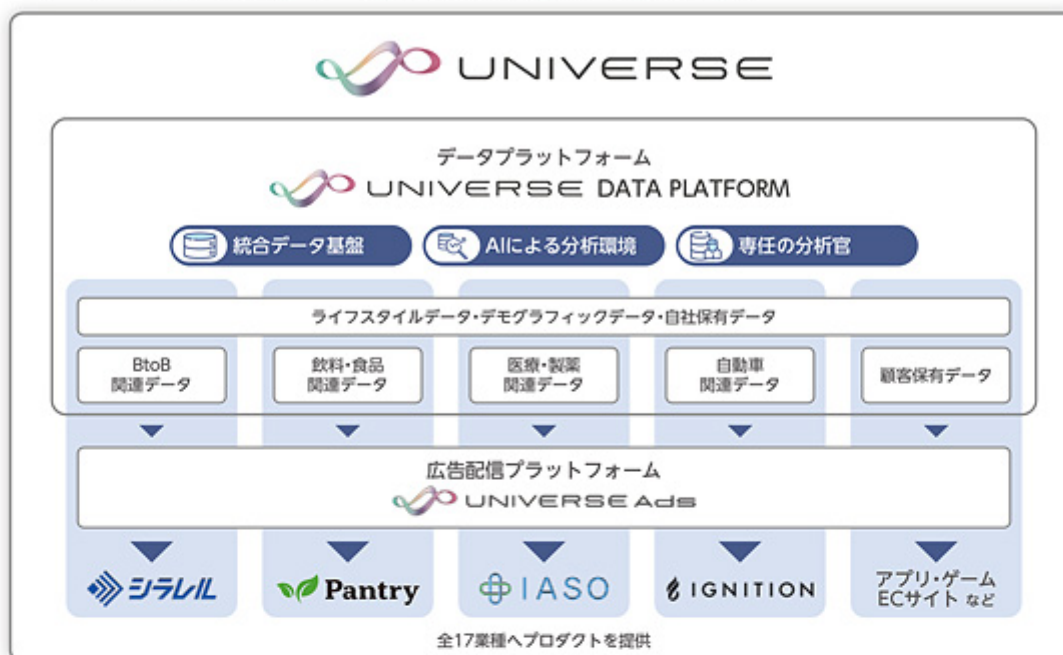 UNIVERSE
データプラットフォーム
UNIVERSE DATA PLATFORM
統合データ基盤
AIによる分析環境
専任の分析官
ライフスタイルデータ・デモグラフィックデータ・自社保有データ
BtoB
関連データ
飲料・食品
関連データ
医療・製薬
関連データ
自動車
関連データ
顧客保有データ
広告配信プラットフォーム
UNIVERSE Ads
シラレル
Pantry
IASO
IGNITION
アプリ・ゲーム
ECサイト など
全17業種へプロダクトを提供